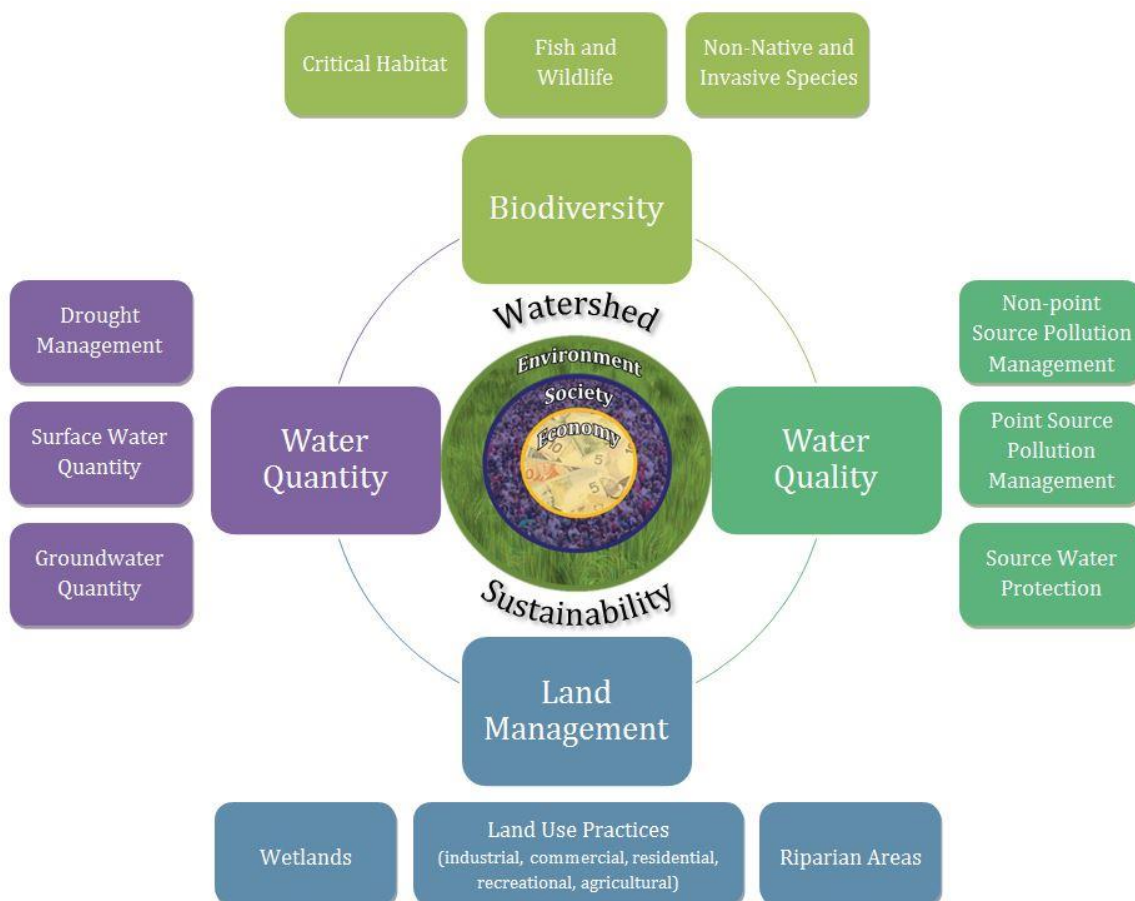 Critical Habitat
Fish and
Wildlife
Non-Native and
Invasive Species
Biodiversity
Drought
Management
Surface Water
Quantity
Groundwater
Quantity
Water
Quantity
Watershed
Environment
Society
Economy
Sustainability
Water
Quality
Non-point
Source Pollution
Management
Point Source
Pollution
Management
Source Water
Protection
Land
Management
Wetlands
Land Use Practices
(industrial, commercial, residential,
recreational, agricultural)
Riparian Areas